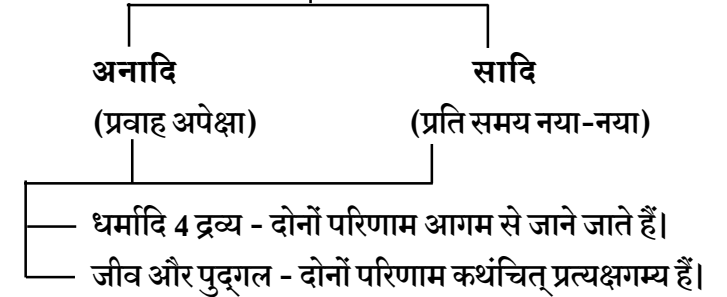 अनादि सादि
(प्रवाह अपेक्षा) (प्रति समय नया-नया)
धर्मादि 4 द्रव्य - दोनों परिणाम आगम से जाने जाते हैं।
जीव और पुद्‌गल - दोनों परिणाम कथंचित् प्रत्यक्षगम्य हैं।